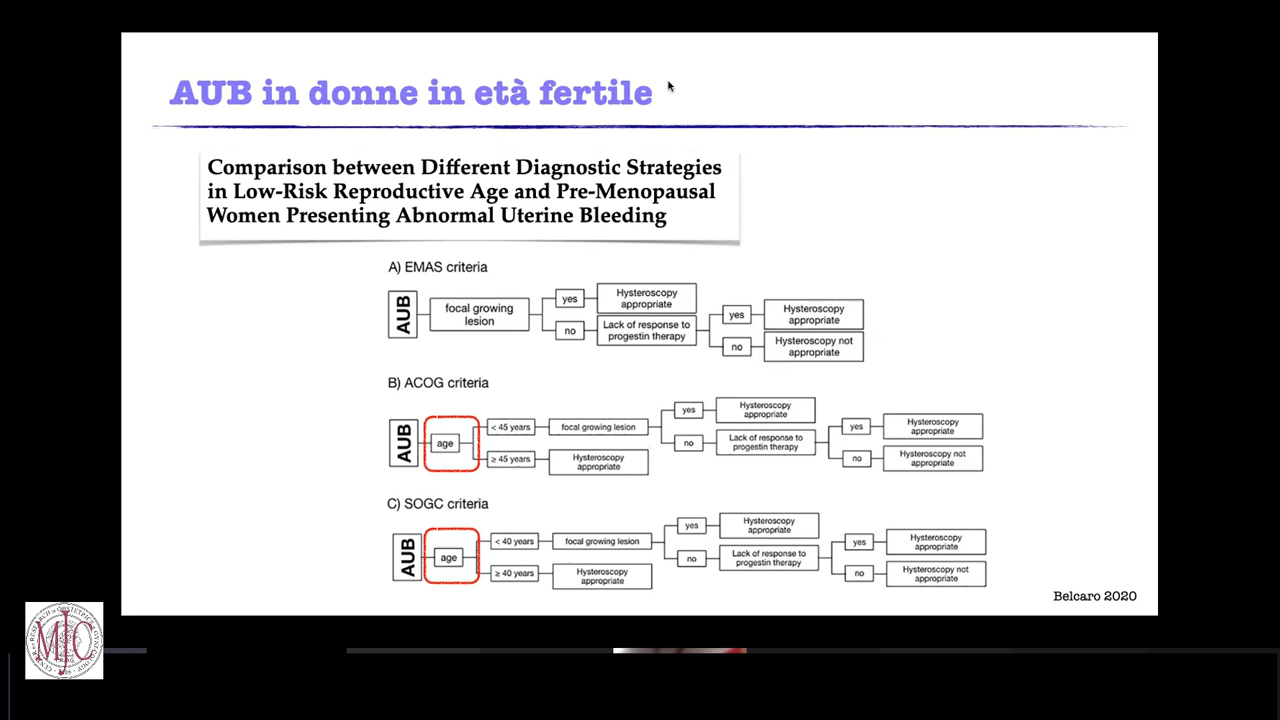 AUB in donne in età fertile
Comparison between Different Diagnostic Strategies
in Low-Risk Reproductive Age and Pre-Menopausal
Women Presenting Abnormal Uterine Bleeding
A) EMAS criteria
AUB
focal growing
lesion
yes
Hysteroscopy
appropriate
no
Lack of response to
progestin therapy
yes
Hysteroscopy
appropriate
no
Hysteroscopy not
appropriate
B) ACOG criteria
AUB
age
< 45 years
focal growing lesion
yes
Hysteroscopy
appropriate
no
Lack of response to
progestin therapy
yes
Hysteroscopy
appropriate
no
Hysteroscopy not
appropriate
≥ 45 years
Hysteroscopy
appropriate
C) SOGC criteria
AUB
age
< 40 years
focal growing lesion
yes
Hysteroscopy
appropriate
no
Lack of response to
progestin therapy
yes
Hysteroscopy
appropriate
no
Hysteroscopy not
appropriate
≥ 40 years
Hysteroscopy
appropriate
Belcaro 2020
MJC